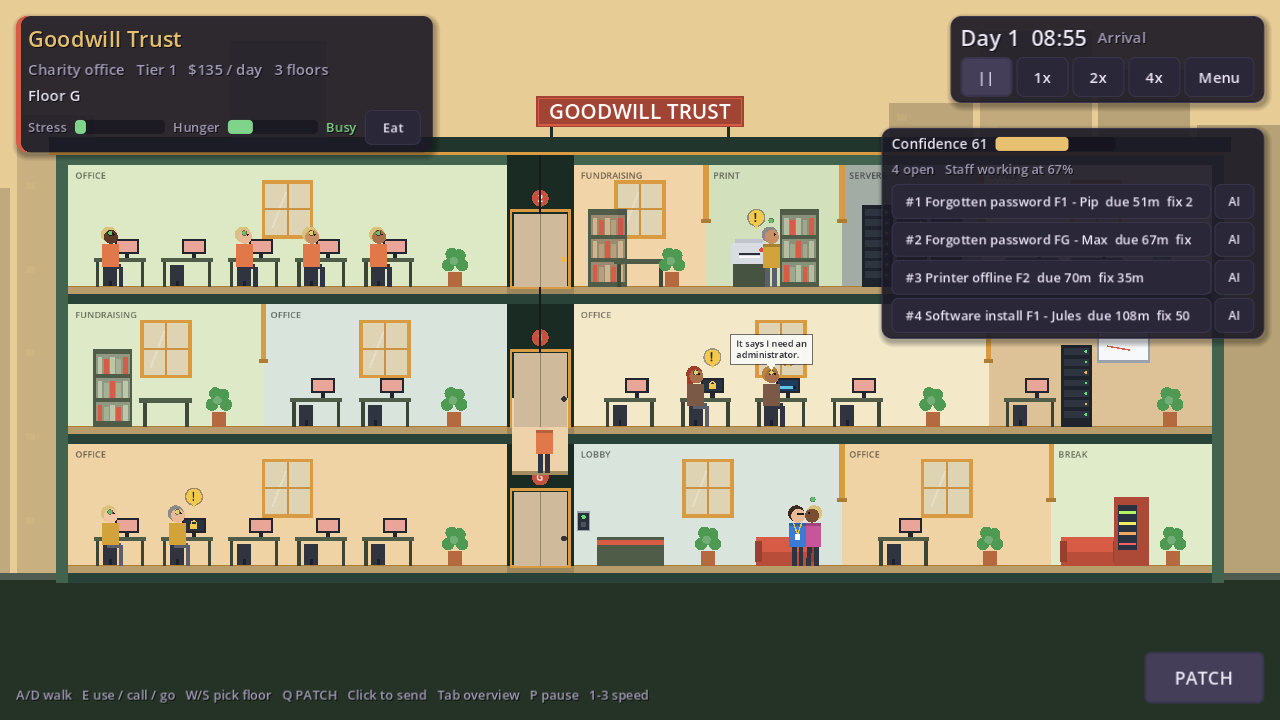 Goodwill Trust
Charity office Tier 1 $135 / day 3 floors
Floor G
Stress Hunger Busy Eat
Day 1 08:55 Arrival
|| 1x 2x 4x Menu
Confidence 61
4 open Staff working at 67%
#1 Forgotten password F1 - Pip due 51m fix 2 AI
#2 Forgotten password FG - Max due 67m fix AI
#3 Printer offline F2 due 70m fix 35m AI
#4 Software install F1 - Jules due 108m fix 50 AI
GOODWILL TRUST
OFFICE
FUNDRAISING
PRINT
SERVER
FUNDRAISING
OFFICE
OFFICE
It says I need an
administrator.
OFFICE
G
LOBBY
OFFICE
BREAK
PATCH
A/D walk E use / call / go W/S pick floor Q PATCH Click to send Tab overview P pause 1-3 speed